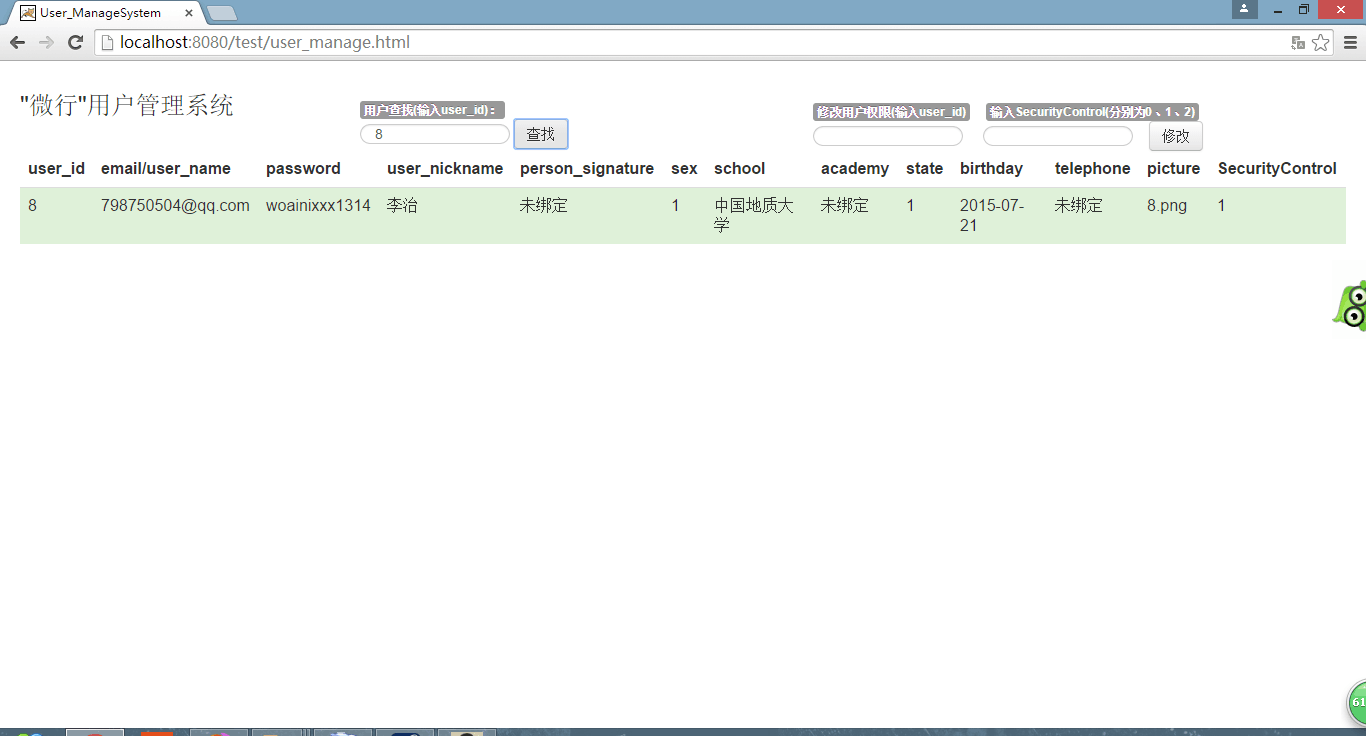 User_ManageSystem
localhost:8080/test/user_manage.html
"微行"用户管理系统
用户查找(输入user_id)：
修改用户权限(输入user_id)
输入SecurityControl(分别为0、1、2)
8
查找
修改
user_id email/user_name password user_nickname person_signature sex school academy state birthday telephone picture SecurityControl
8 798750504@qq.com woainixxx1314 李治 未绑定 1 中国地质大 未绑定 1 2015-07- 未绑定 8.png 1
学 21
61